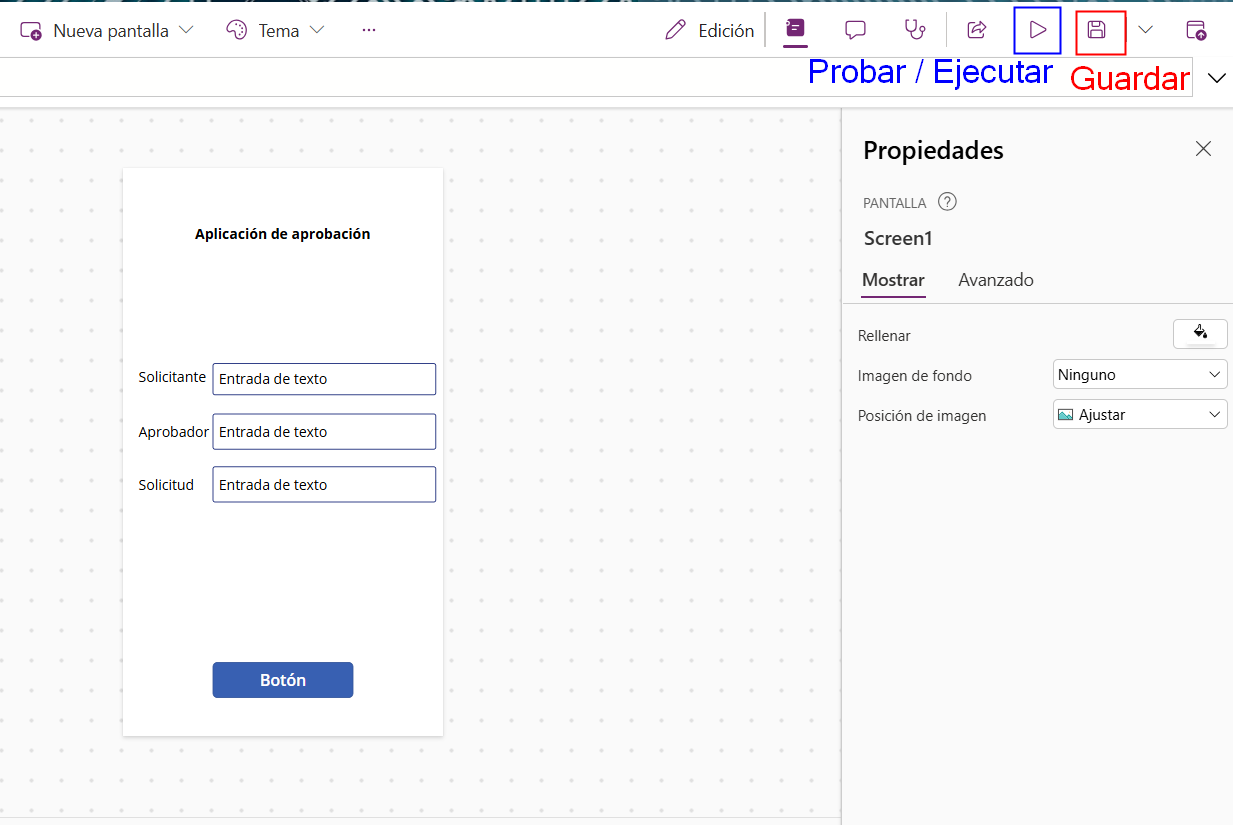 Nueva pantalla Tema ... Edición
Probar / Ejecutar Guardar
Propiedades
PANTALLA ?
Screen1
Mostrar Avanzado
Rellenar
Imagen de fondo Ninguno
Posición de imagen Ajustar
Aplicación de aprobación
Solicitante Entrada de texto
Aprobador Entrada de texto
Solicitud Entrada de texto
Botón